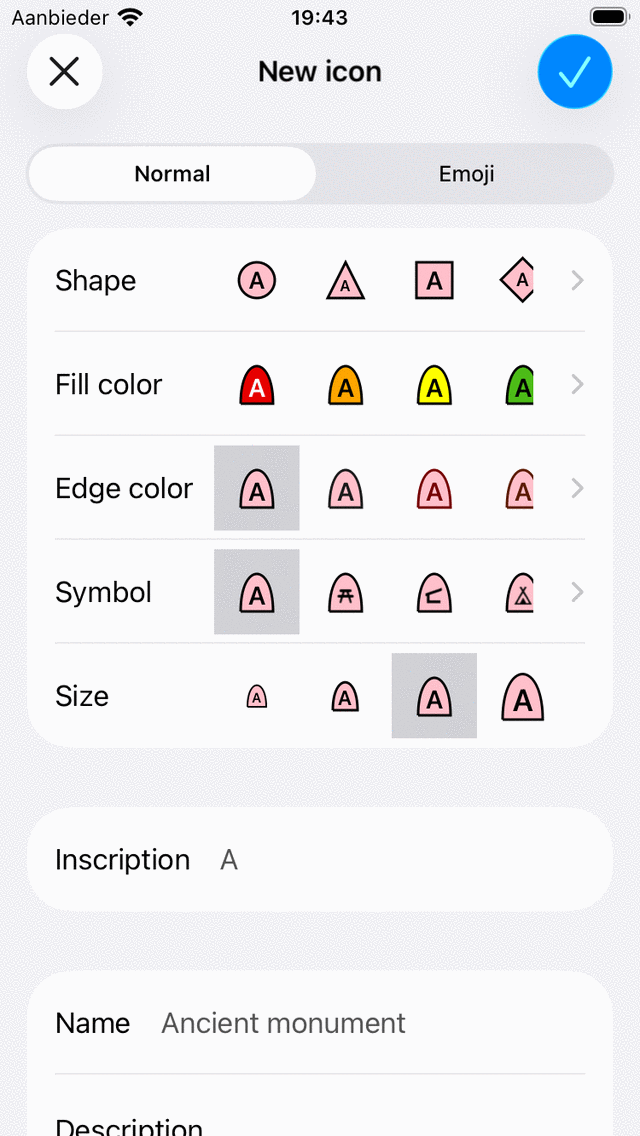 Aanbieder 19:43
New icon
Normal Emoji
Shape A A A A
Fill color A A A A
Edge color A A A A
Symbol A
Size A A A A
Inscription A
Name Ancient monument
Description